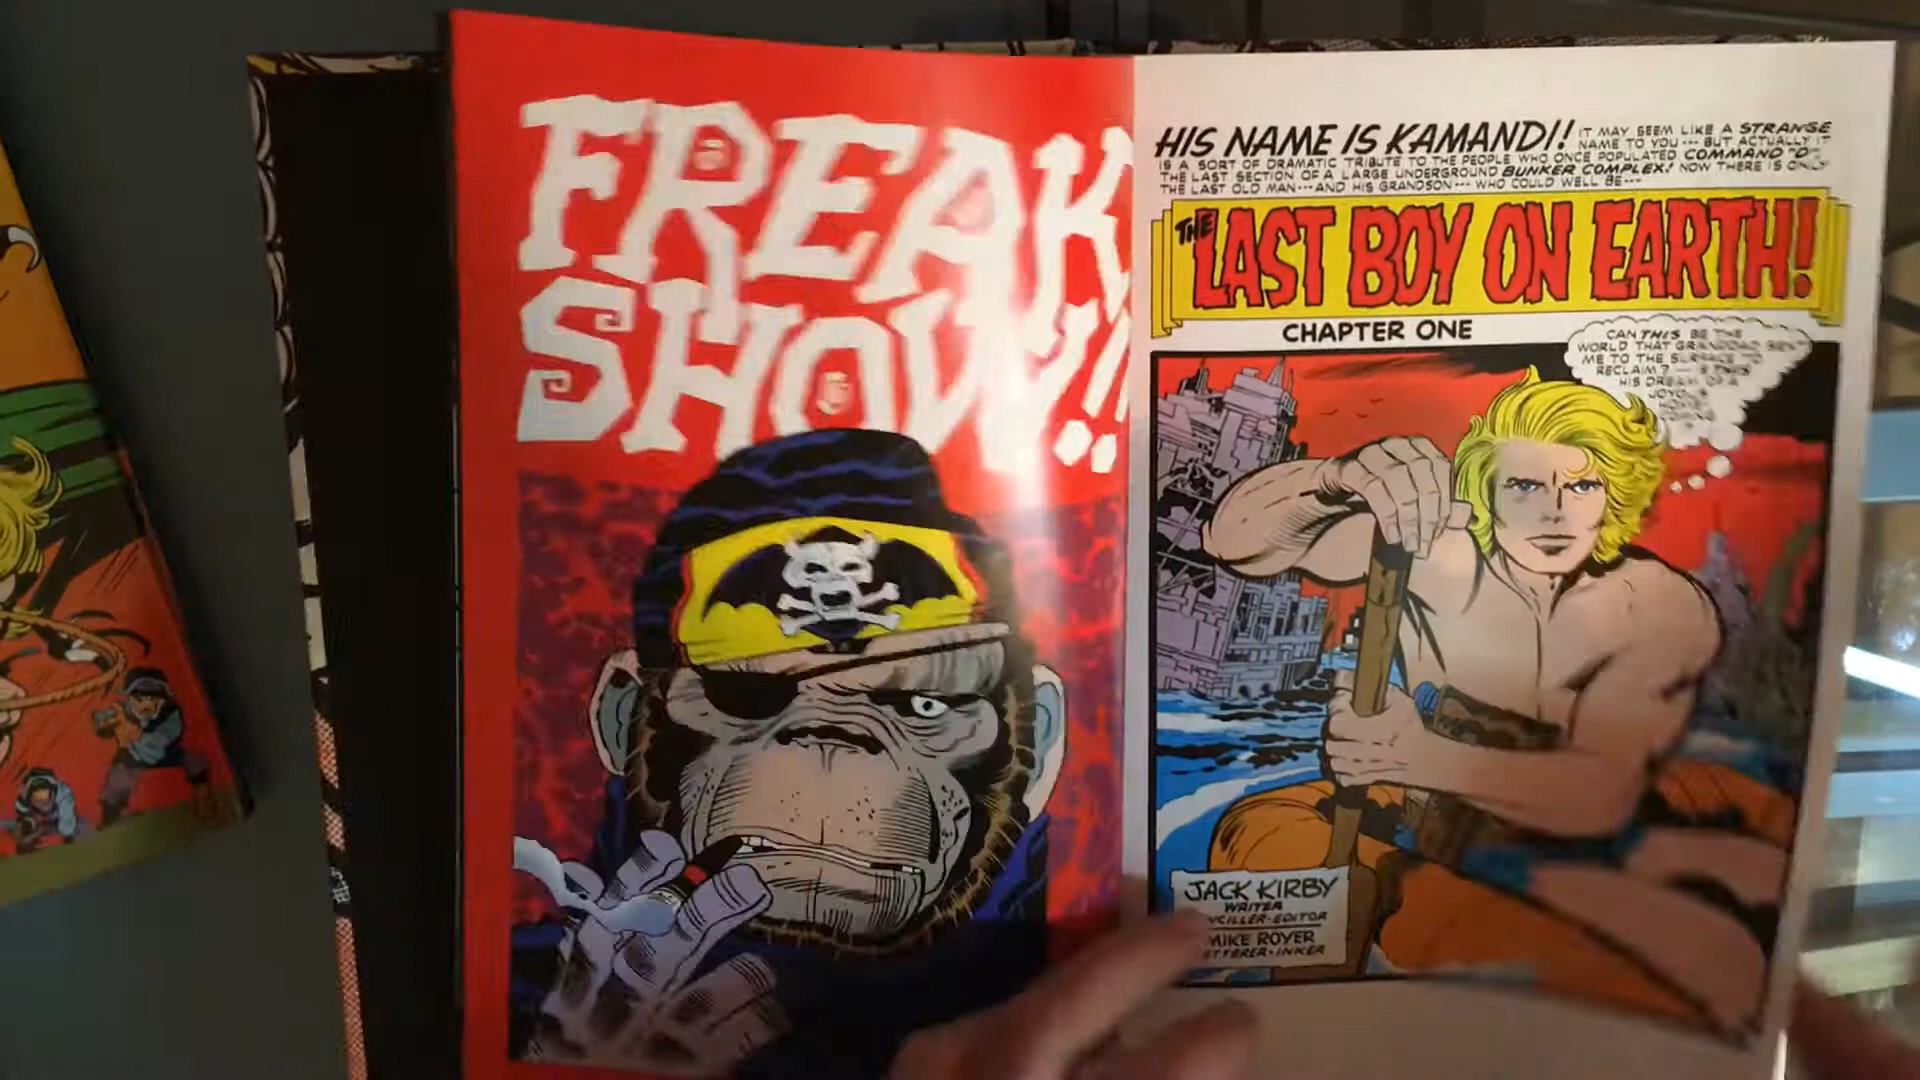 FREAK
SHOW!!
HIS NAME IS KAMANDI! IT MAY SEEM LIKE A STRANGE
NAME TO YOU --- BUT ACTUALLY IT
IS A SORT OF DRAMATIC TRIBUTE TO THE PEOPLE WHO ONCE POPULATED COMMAND "D"
THE LAST SECTION OF A LARGE UNDERGROUND BUNKER COMPLEX! NOW THERE IS ONLY
THE LAST OLD MAN --- AND HIS GRANDSON --- WHO COULD WELL BE ---
THE LAST BOY ON EARTH!
CHAPTER ONE
CAN THIS BE THE
WORLD THAT GRANDDAD SENT
ME TO THE SURFACE TO
RECLAIM? -- IS THIS
HIS DREAM OF A
JACK KIRBY
WRITER
EDITOR
MIKE ROYER
INKER